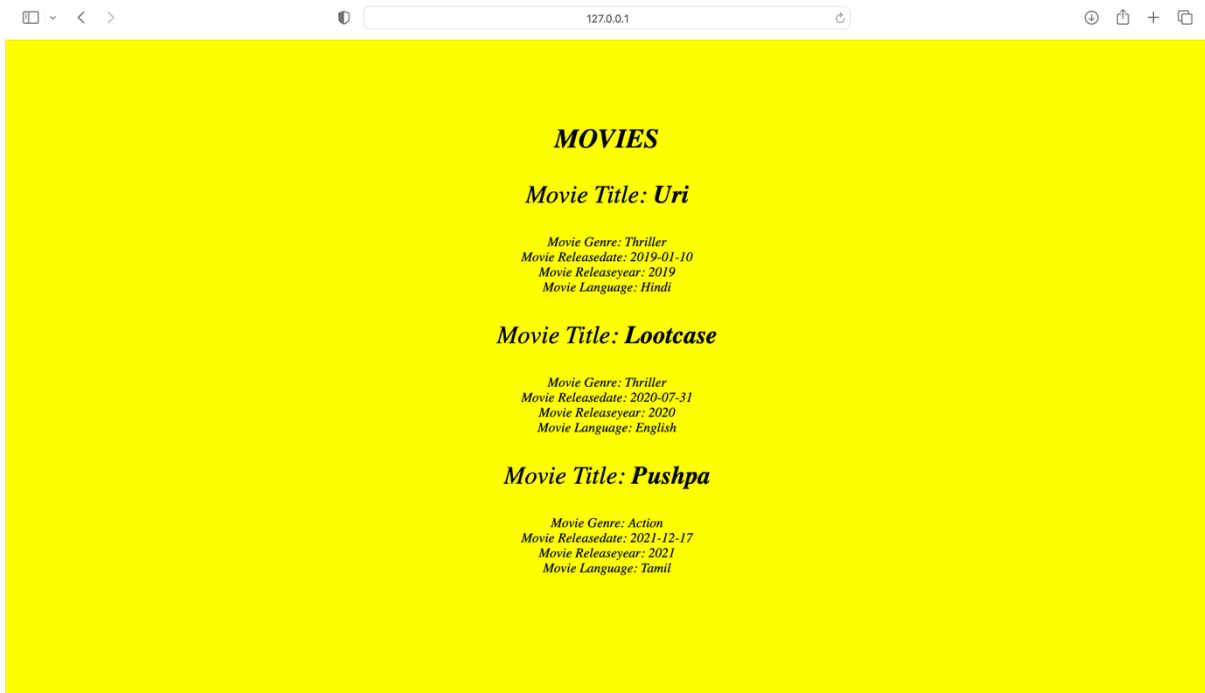 127.0.0.1
MOVIES
Movie Title: Uri
Movie Genre: Thriller
Movie Releasedate: 2019-01-10
Movie Releaseyear: 2019
Movie Language: Hindi
Movie Title: Lootcase
Movie Genre: Thriller
Movie Releasedate: 2020-07-31
Movie Releaseyear: 2020
Movie Language: English
Movie Title: Pushpa
Movie Genre: Action
Movie Releasedate: 2021-12-17
Movie Releaseyear: 2021
Movie Language: Tamil